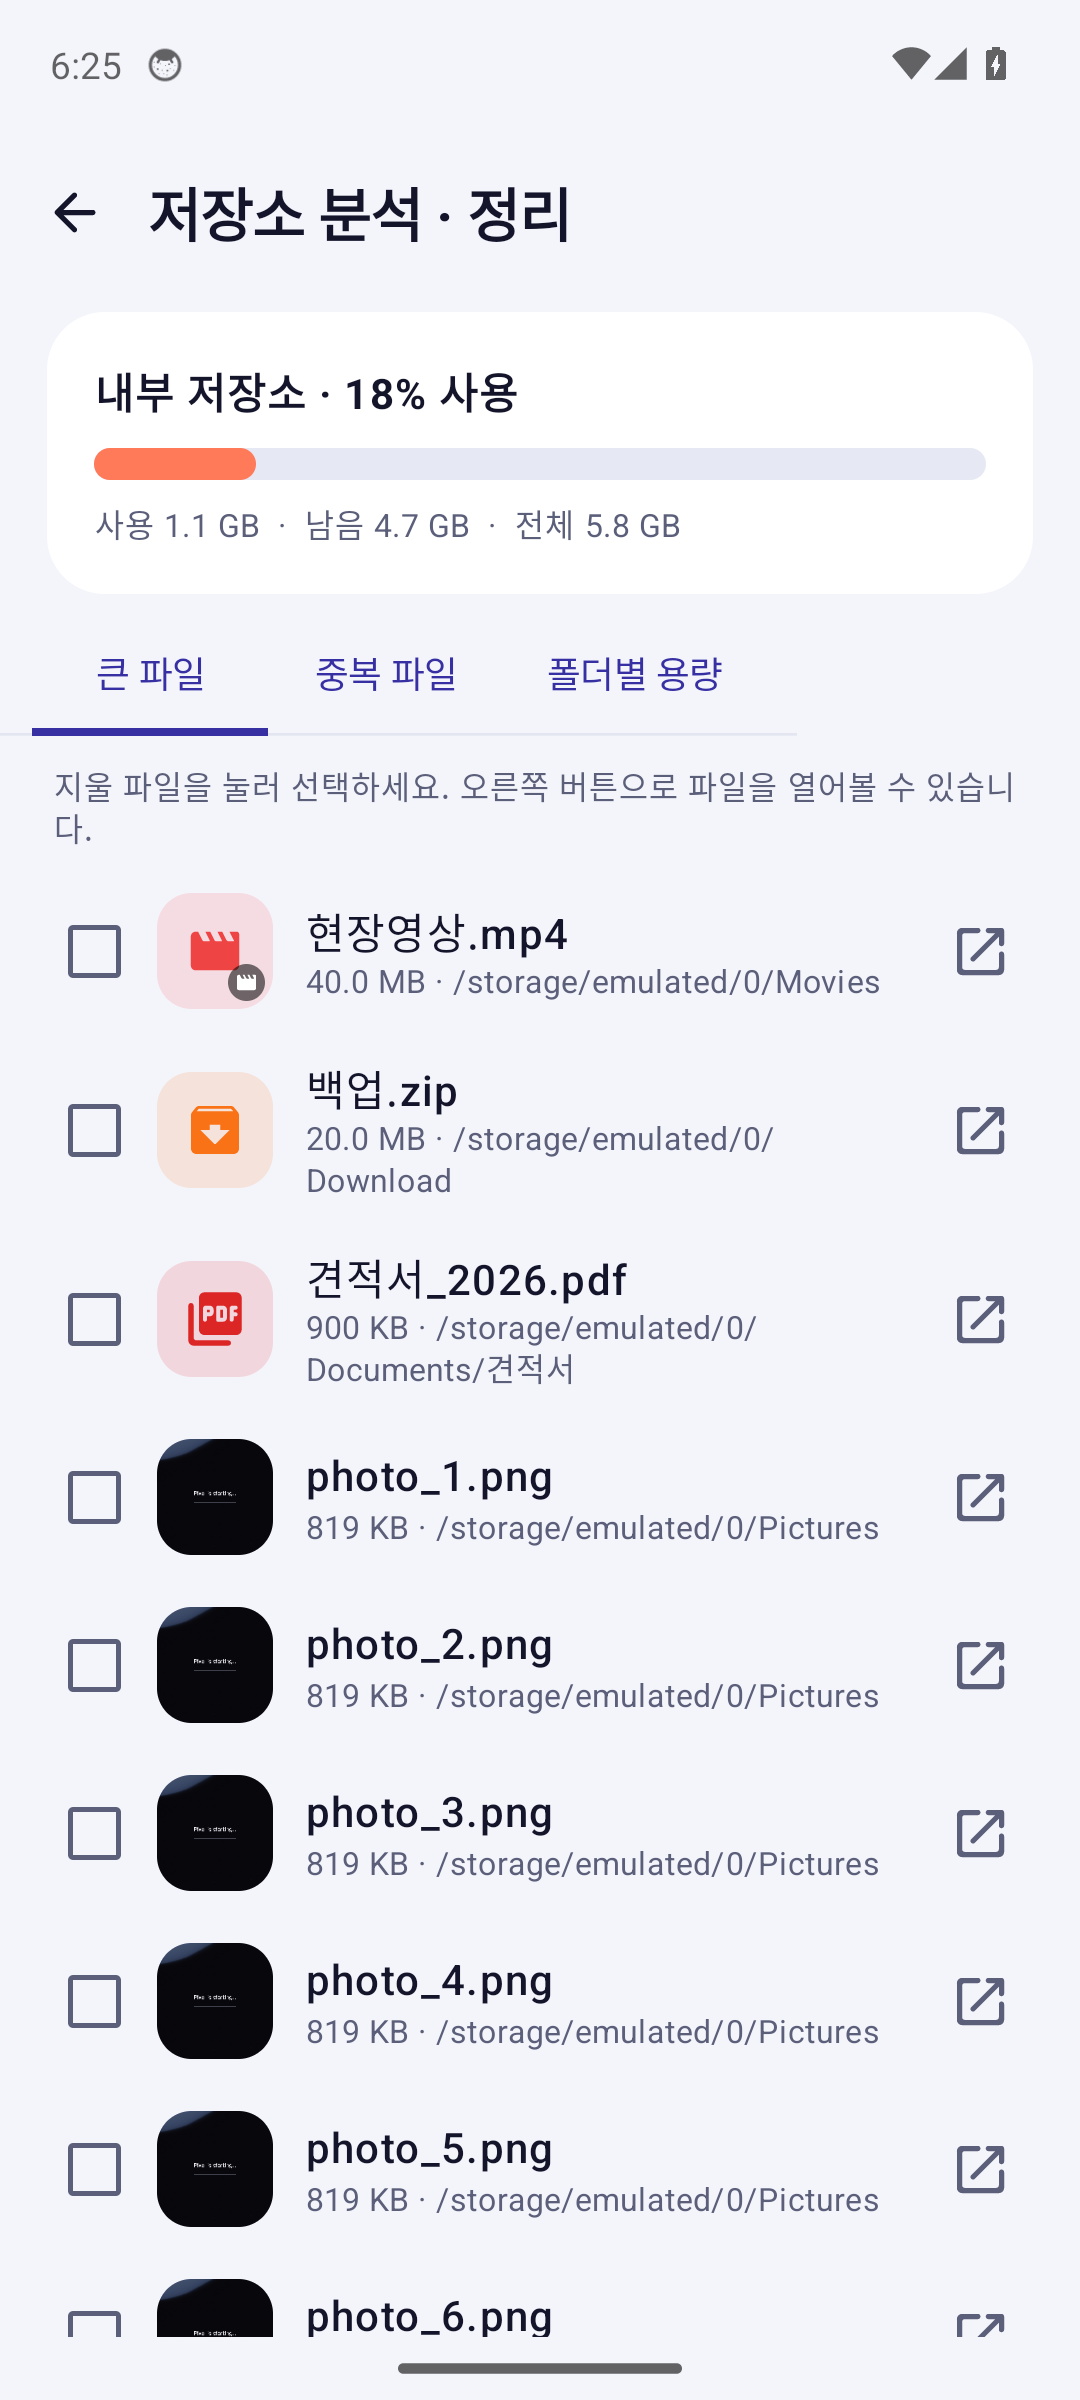 6:25
저장소 분석 · 정리
내부 저장소 · 18% 사용
사용 1.1 GB · 남음 4.7 GB · 전체 5.8 GB
큰 파일 중복 파일 폴더별 용량
지울 파일을 눌러 선택하세요. 오른쪽 버튼으로 파일을 열어볼 수 있습니
다.
현장영상.mp4
40.0 MB · /storage/emulated/0/Movies
백업.zip
20.0 MB · /storage/emulated/0/
Download
PDF
견적서_2026.pdf
900 KB · /storage/emulated/0/
Documents/견적서
photo_1.png
819 KB · /storage/emulated/0/Pictures
photo_2.png
819 KB · /storage/emulated/0/Pictures
photo_3.png
819 KB · /storage/emulated/0/Pictures
photo_4.png
819 KB · /storage/emulated/0/Pictures
photo_5.png
819 KB · /storage/emulated/0/Pictures
photo_6.png